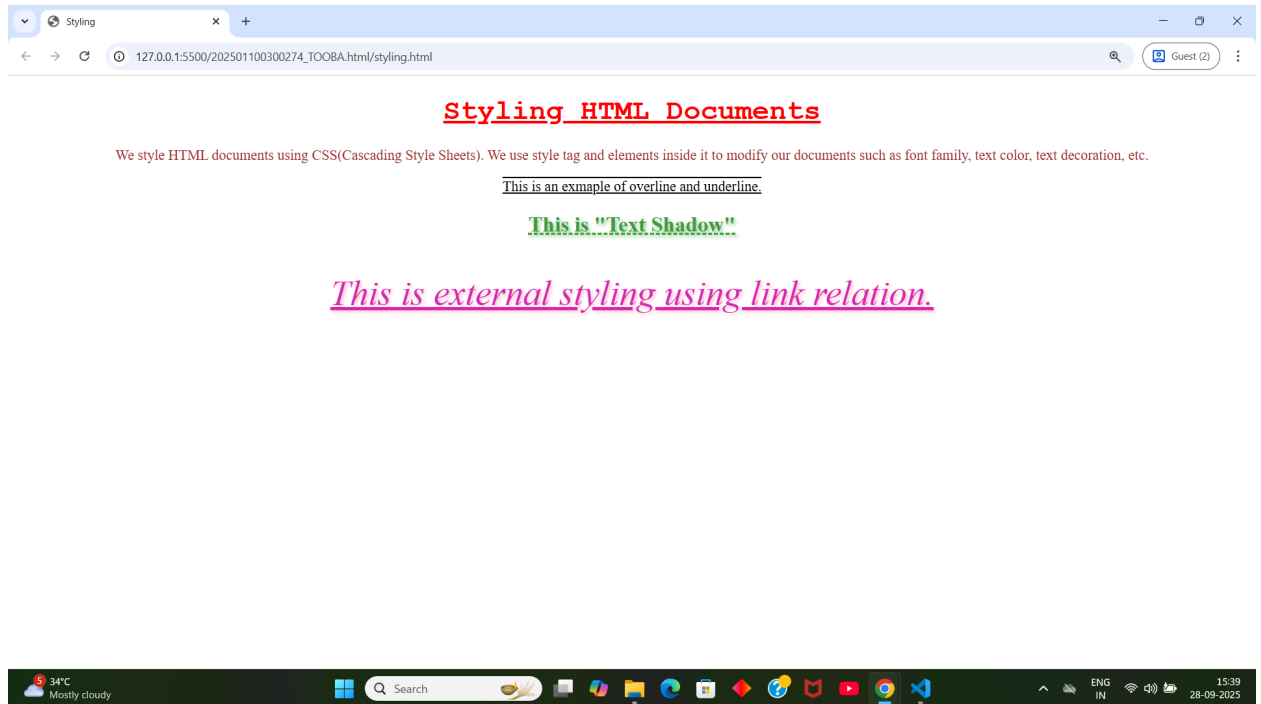 Styling
127.0.0.1:5500/202501100300274_TOOBA.html/styling.html
Guest (2)
Styling HTML Documents
We style HTML documents using CSS(Cascading Style Sheets). We use style tag and elements inside it to modify our documents such as font family, text color, text decoration, etc.
This is an exmaple of overline and underline.
This is "Text Shadow"
This is external styling using link relation.
5
34°C
Mostly cloudy
Search
ENG
IN
15:39
28-09-2025